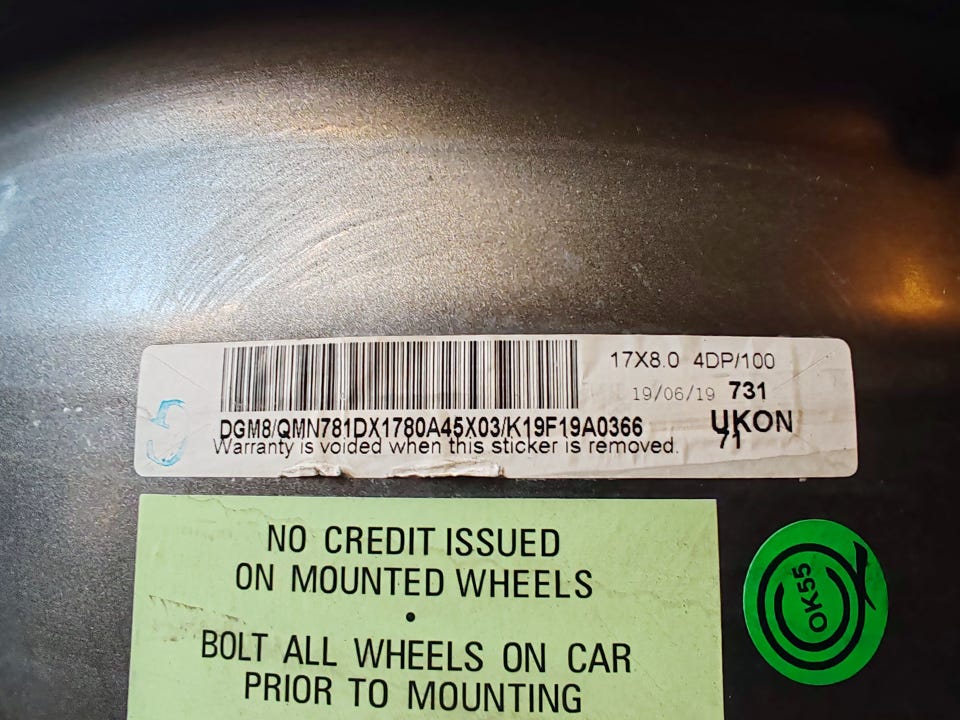 17X8.0 4DP/100
19/06/19 731
DGM8/QMN781DX1780A45X03/K19F19A0366
UKON
71
Warranty is voided when this sticker is removed.
5
NO CREDIT ISSUED
ON MOUNTED WHEELS
•
BOLT ALL WHEELS ON CAR
PRIOR TO MOUNTING
OK55